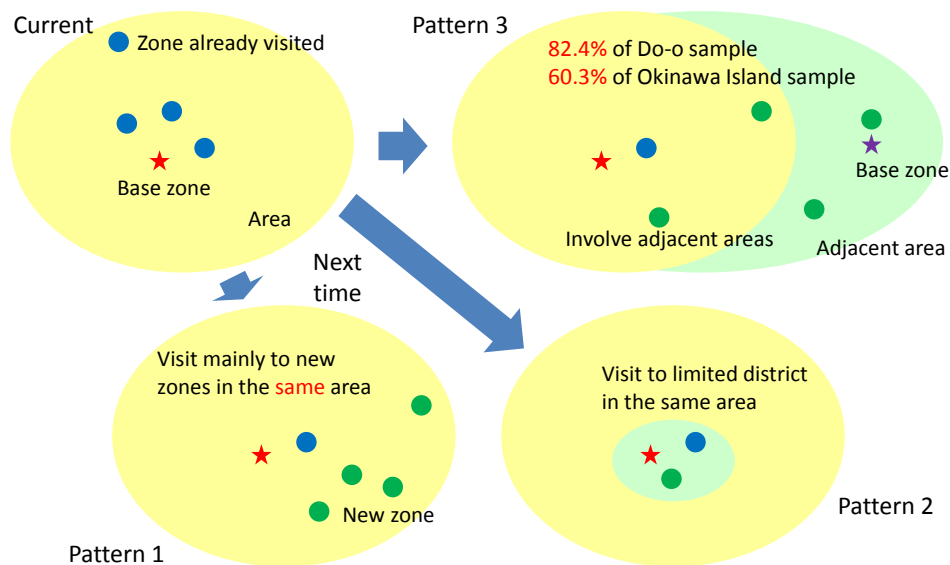 Current
Zone already visited
Base zone
Area
Pattern 3
82.4% of Do-o sample
60.3% of Okinawa Island sample
Base zone
Involve adjacent areas
Adjacent area
Next
time
Visit mainly to new
zones in the same area
New zone
Pattern 1
Visit to limited district
in the same area
Pattern 2